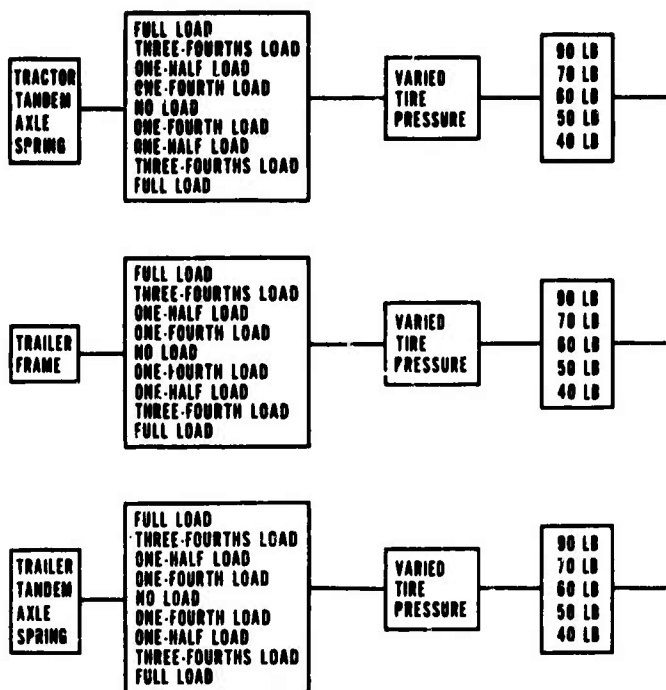 TRACTOR
TANDEM
AXLE
SPRING
FULL LOAD
THREE-FOURTHS LOAD
ONE-HALF LOAD
ONE-FOURTH LOAD
NO LOAD
ONE-FOURTH LOAD
ONE-HALF LOAD
THREE-FOURTHS LOAD
FULL LOAD
VARIED
TIRE
PRESSURE
90 LB
70 LB
60 LB
50 LB
40 LB
TRAILER
FRAME
FULL LOAD
THREE-FOURTHS LOAD
ONE-HALF LOAD
ONE-FOURTH LOAD
NO LOAD
ONE-FOURTH LOAD
ONE-HALF LOAD
THREE-FOURTH LOAD
FULL LOAD
VARIED
TIRE
PRESSURE
90 LB
70 LB
60 LB
50 LB
40 LB
TRAILER
TANDEM
AXLE
SPRING
FULL LOAD
THREE-FOURTHS LOAD
ONE-HALF LOAD
ONE-FOURTH LOAD
NO LOAD
ONE-FOURTH LOAD
ONE-HALF LOAD
THREE-FOURTHS LOAD
FULL LOAD
VARIED
TIRE
PRESSURE
90 LB
70 LB
60 LB
50 LB
40 LB